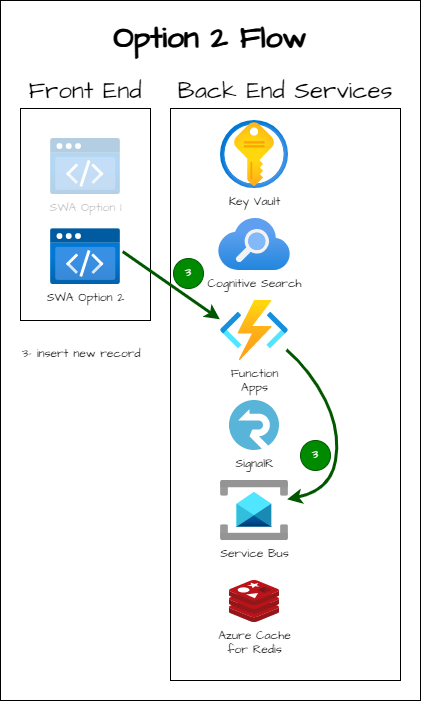 Option 2 Flow
Front End
Back End Services
SWA Option 1
SWA Option 2
3: insert new record
Key Vault
Cognitive Search
3
Function
Apps
SignalR
3
Service Bus
Azure Cache
for Redis